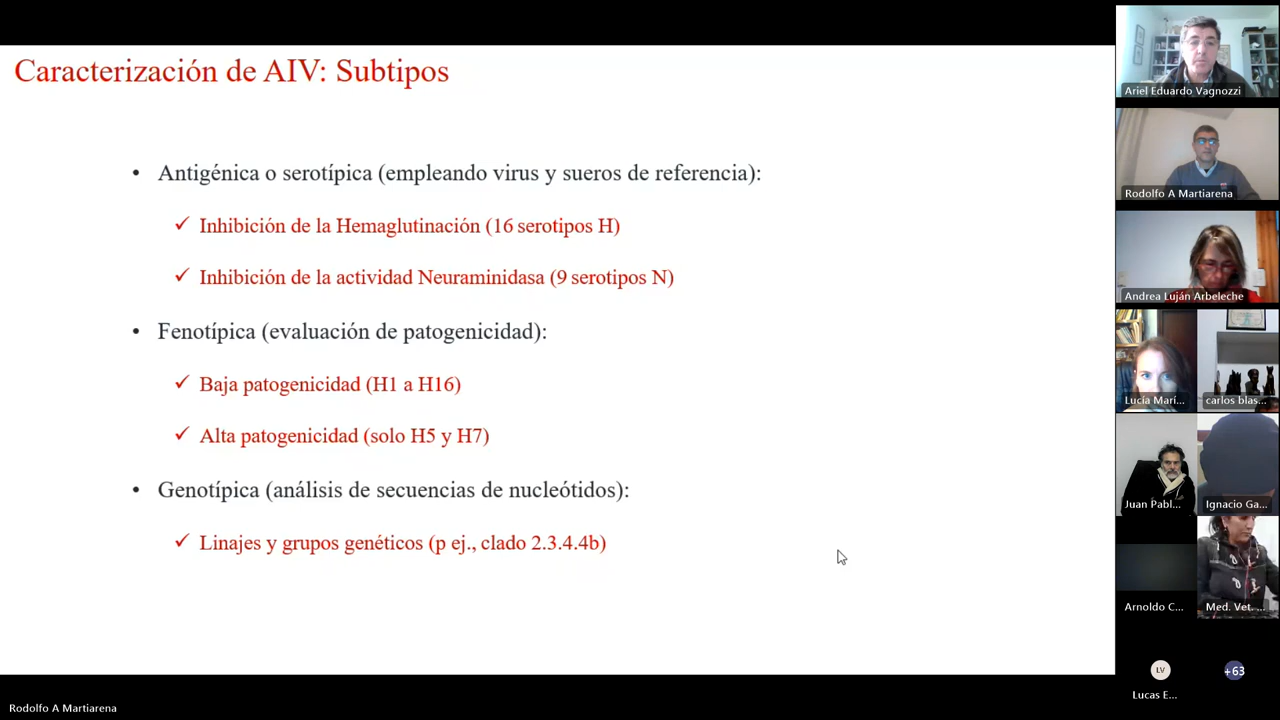 Caracterización de AIV: Subtipos
• Antigénica o serotípica (empleando virus y sueros de referencia):
✓ Inhibición de la Hemaglutinación (16 serotipos H)
✓ Inhibición de la actividad Neuraminidasa (9 serotipos N)
• Fenotípica (evaluación de patogenicidad):
✓ Baja patogenicidad (H1 a H16)
✓ Alta patogenicidad (solo H5 y H7)
• Genotípica (análisis de secuencias de nucleótidos):
✓ Linajes y grupos genéticos (p ej., clado 2.3.4.4b)
Ariel Eduardo Vagnozzi
Rodolfo A Martiarena
Andrea Luján Arbeleche
Lucía Marí...
carlos blas...
Juan Pabl...
Ignacio Ga...
Arnoldo C...
Med. Vet. ...
LV
+63
Lucas E...
Rodolfo A Martiarena